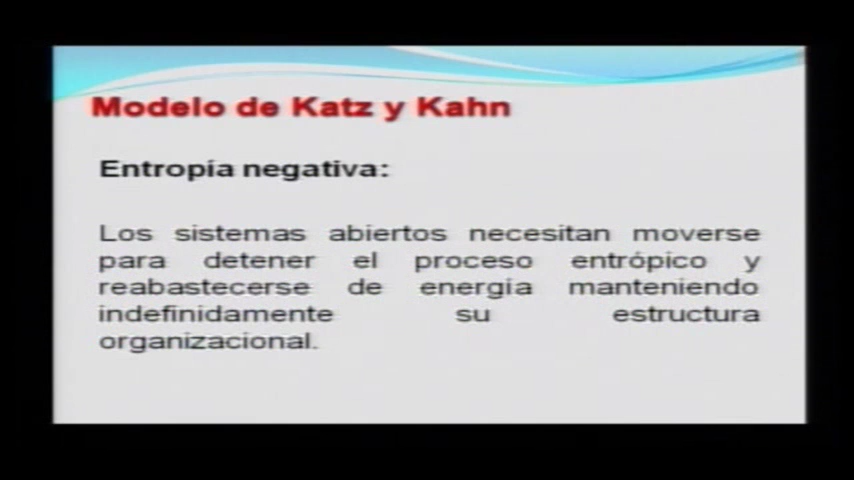 Modelo de Katz y Kahn
Entropía negativa:
Los sistemas abiertos necesitan moverse
para detener el proceso entrópico y
reabastecerse de energía manteniendo
indefinidamente su estructura
organizacional.